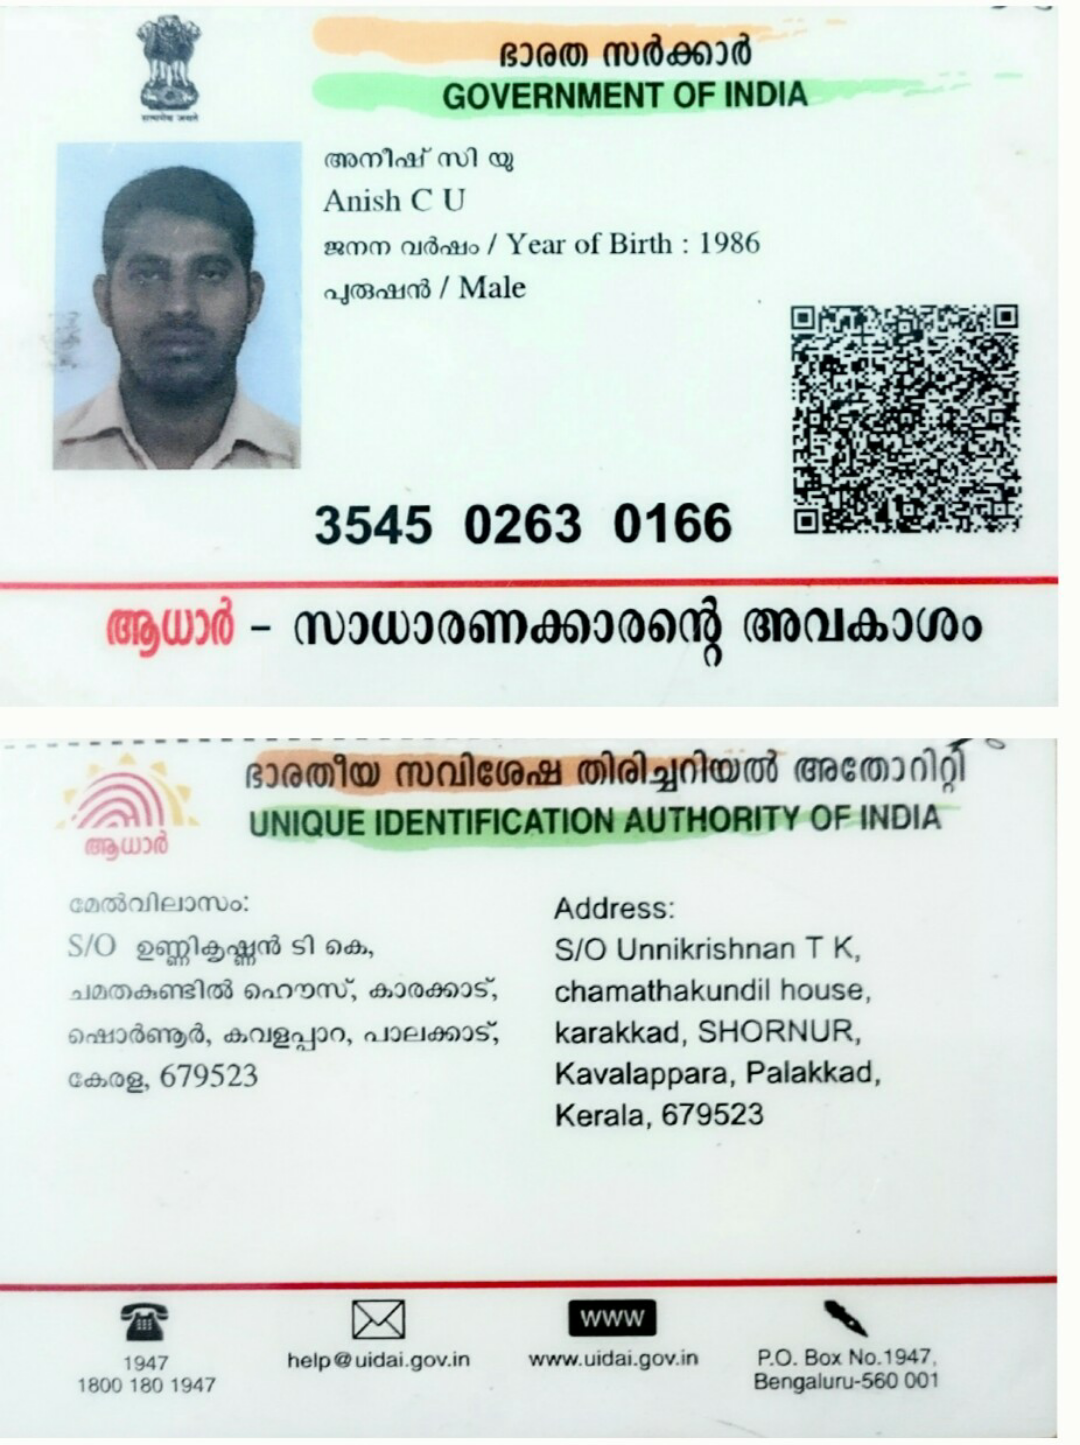 ഭാരത സർക്കാർ
GOVERNMENT OF INDIA
सत्यमेव जयते
അനീഷ് സി യു
Anish C U
ജനന വർഷം / Year of Birth : 1986
പുരുഷൻ / Male
3545 0263 0166
ആധാർ - സാധാരണക്കാരന്റെ അവകാശം
ഭാരതീയ സവിശേഷ തിരിച്ചറിയൽ അതോറിറ്റി
UNIQUE IDENTIFICATION AUTHORITY OF INDIA
ആധാർ
മേൽവിലാസം:
S/O ഉണ്ണികൃഷ്ണൻ ടി കെ,
ചമതകുണ്ടിൽ ഹൌസ്, കാരക്കാട്,
ഷൊർണൂർ, കവളപ്പാറ, പാലക്കാട്,
കേരള, 679523
Address:
S/O Unnikrishnan T K,
chamathakundil house,
karakkad, SHORNUR,
Kavalappara, Palakkad,
Kerala, 679523
1947
1800 180 1947
help@uidai.gov.in
www
www.uidai.gov.in
P.O. Box No.1947,
Bengaluru-560 001